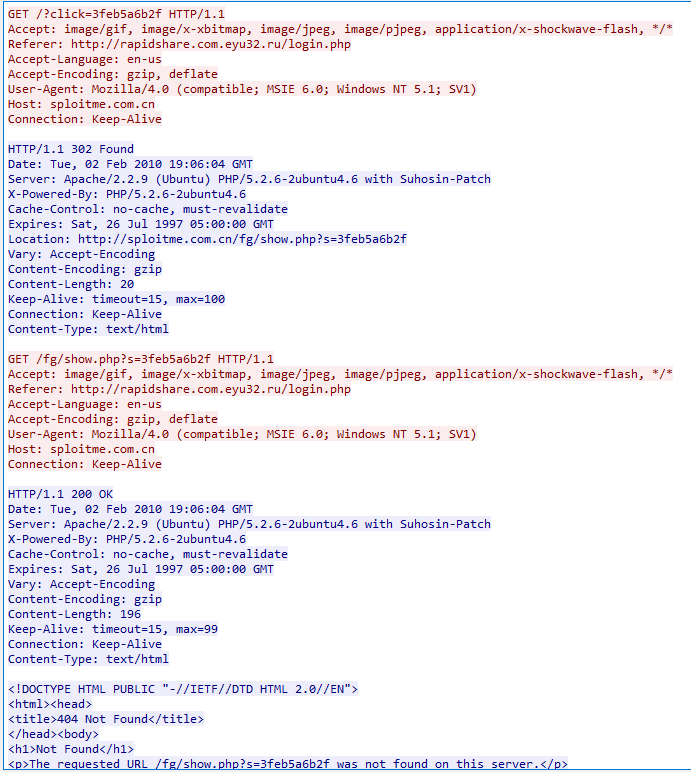 GET /?click=3feb5a6b2f HTTP/1.1
Accept: image/gif, image/x-xbitmap, image/jpeg, image/pjpeg, application/x-shockwave-flash, */*
Referer: http://rapidshare.com.eyu32.ru/login.php
Accept-Language: en-us
Accept-Encoding: gzip, deflate
User-Agent: Mozilla/4.0 (compatible; MSIE 6.0; Windows NT 5.1; SV1)
Host: sploitme.com.cn
Connection: Keep-Alive

HTTP/1.1 302 Found
Date: Tue, 02 Feb 2010 19:06:04 GMT
Server: Apache/2.2.9 (Ubuntu) PHP/5.2.6-2ubuntu4.6 with Suhosin-Patch
X-Powered-By: PHP/5.2.6-2ubuntu4.6
Cache-Control: no-cache, must-revalidate
Expires: Sat, 26 Jul 1997 05:00:00 GMT
Location: http://sploitme.com.cn/fg/show.php?s=3feb5a6b2f
Vary: Accept-Encoding
Content-Encoding: gzip
Content-Length: 20
Keep-Alive: timeout=15, max=100
Connection: Keep-Alive
Content-Type: text/html

GET /fg/show.php?s=3feb5a6b2f HTTP/1.1
Accept: image/gif, image/x-xbitmap, image/jpeg, image/pjpeg, application/x-shockwave-flash, */*
Referer: http://rapidshare.com.eyu32.ru/login.php
Accept-Language: en-us
Accept-Encoding: gzip, deflate
User-Agent: Mozilla/4.0 (compatible; MSIE 6.0; Windows NT 5.1; SV1)
Host: sploitme.com.cn
Connection: Keep-Alive

HTTP/1.1 200 OK
Date: Tue, 02 Feb 2010 19:06:04 GMT
Server: Apache/2.2.9 (Ubuntu) PHP/5.2.6-2ubuntu4.6 with Suhosin-Patch
X-Powered-By: PHP/5.2.6-2ubuntu4.6
Cache-Control: no-cache, must-revalidate
Expires: Sat, 26 Jul 1997 05:00:00 GMT
Vary: Accept-Encoding
Content-Encoding: gzip
Content-Length: 196
Keep-Alive: timeout=15, max=99
Connection: Keep-Alive
Content-Type: text/html

<!DOCTYPE HTML PUBLIC "-//IETF//DTD HTML 2.0//EN">
<html><head>
<title>404 Not Found</title>
</head><body>
<h1>Not Found</h1>
<p>The requested URL /fg/show.php?s=3feb5a6b2f was not found on this server.</p>